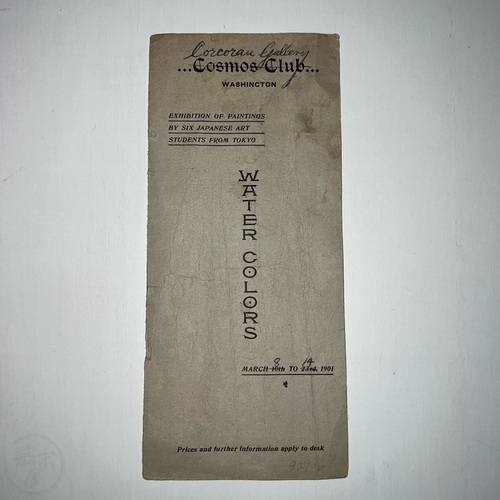 Corcoran Gallery
...Cosmos Club...
WASHINGTON
EXHIBITION OF PAINTINGS
BY SIX JAPANESE ART
STUDENTS FROM TOKYO
WATER COLORS
8 14
MARCH 10th TO 23rd, 1901
Prices and further information apply to desk